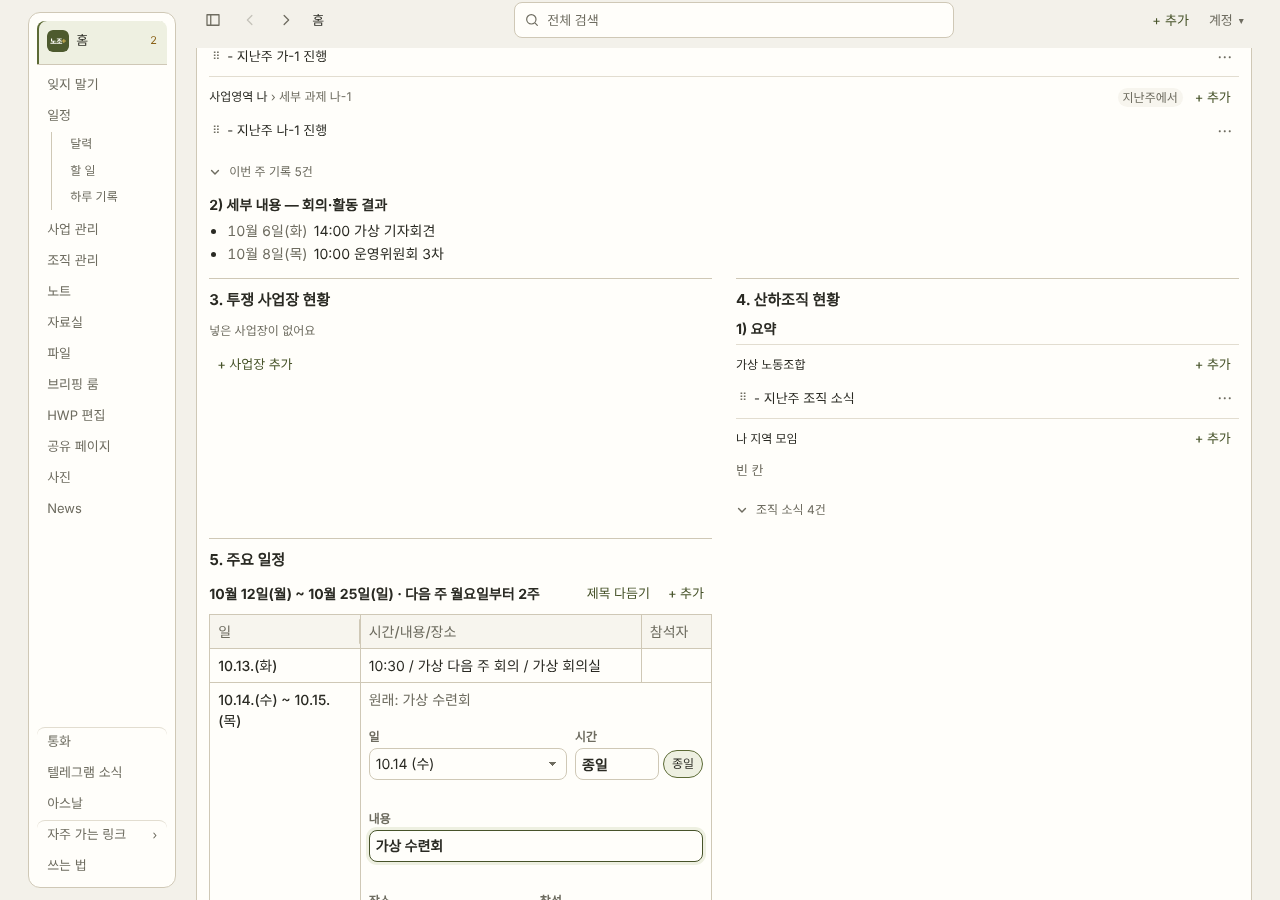 홈
전체 검색
+ 추가
계정 ▾
노조
홈
2
잊지 말기
일정
달력
할 일
하루 기록
사업 관리
조직 관리
노트
자료실
파일
브리핑 룸
HWP 편집
공유 페이지
사진
News
통화
텔레그램 소식
아스날
자주 가는 링크 ›
쓰는 법
- 지난주 가-1 진행 ···
사업영역 나 › 세부 과제 나-1 지난주에서 + 추가
- 지난주 나-1 진행 ···
이번 주 기록 5건
2) 세부 내용 — 회의·활동 결과
• 10월 6일(화) 14:00 가상 기자회견
• 10월 8일(목) 10:00 운영위원회 3차
3. 투쟁 사업장 현황
넣은 사업장이 없어요
+ 사업장 추가
4. 산하조직 현황
1) 요약
가상 노동조합 + 추가
- 지난주 조직 소식 ···
나 지역 모임 + 추가
빈 칸
조직 소식 4건
5. 주요 일정
10월 12일(월) ~ 10월 25일(일) · 다음 주 월요일부터 2주 제목 다듬기 + 추가
일 시간/내용/장소 참석자
10.13.(화) 10:30 / 가상 다음 주 회의 / 가상 회의실
10.14.(수) ~ 10.15.
(목)
원래: 가상 수련회
일 시간
10.14 (수) 종일 종일
내용
가상 수련회
장소 참석